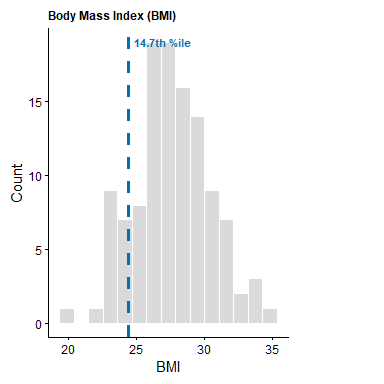 Body Mass Index (BMI)
14.7th %ile
15
10
5
0
Count
20 25 30 35
BMI